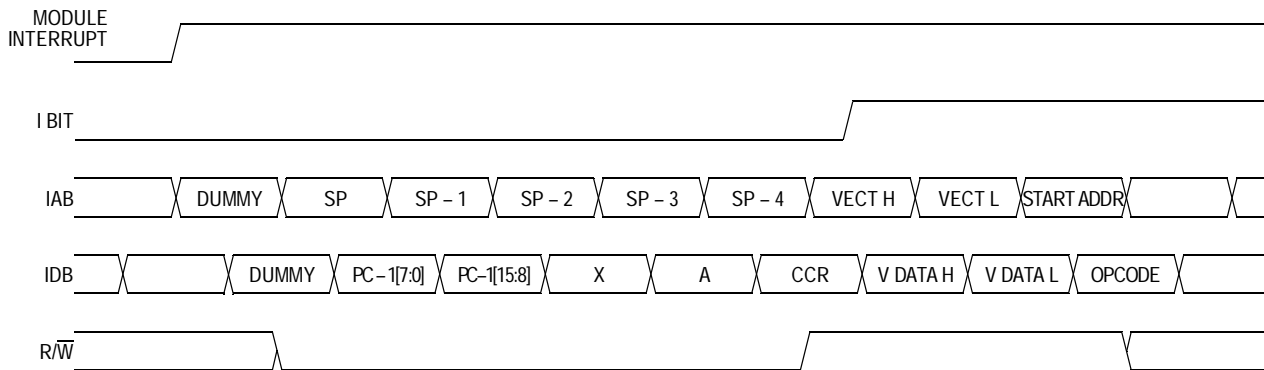 MODULE
INTERRUPT
I BIT
IAB DUMMY SP SP – 1 SP – 2 SP – 3 SP – 4 VECT H VECT L START ADDR
IDB DUMMY PC – 1[7:0] PC–1[15:8] X A CCR V DATA H V DATA L OPCODE
R/W̅